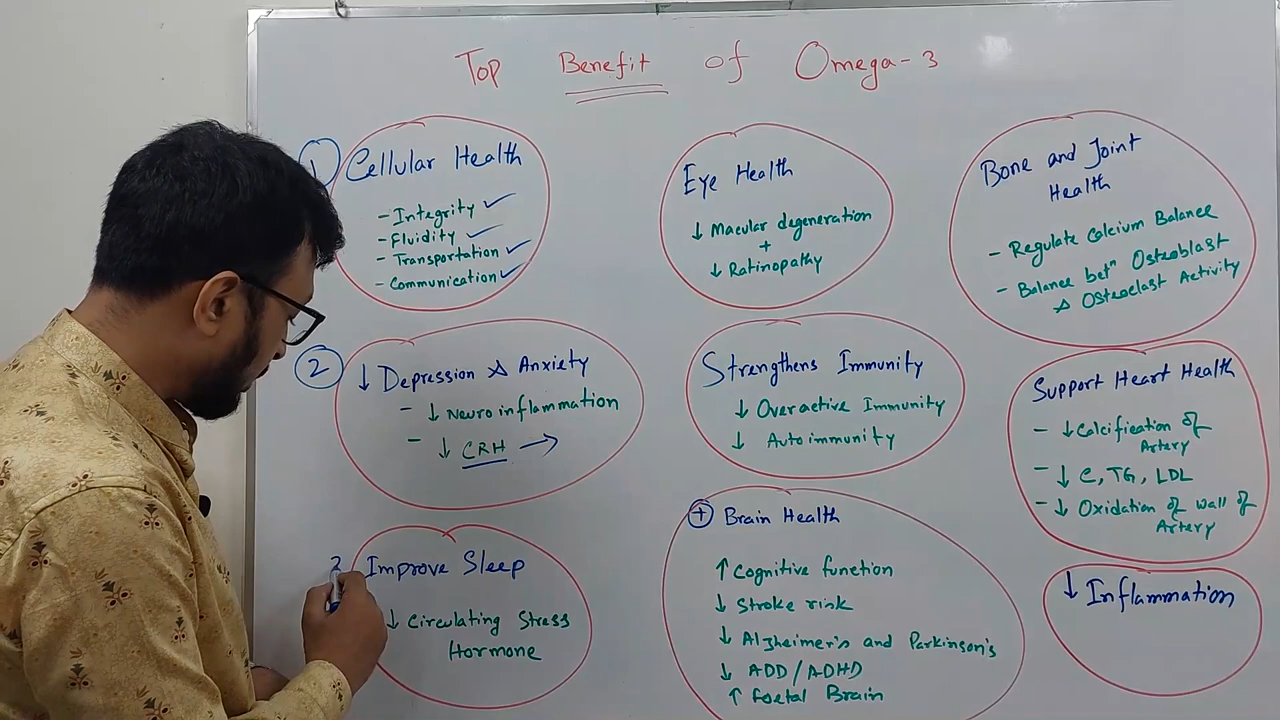 Top Benefit of Omega-3
1 Cellular Health
- Integrity ✓
- Fluidity ✓
- Transportation ✓
- Communication ✓
2 ↓ Depression & Anxiety
- ↓ Neuroinflammation
- ↓ CRH →
3 Improve Sleep
↓ Circulating Stress
Hormone
Eye Health
↓ Macular degeneration
+
↓ Ratinopathy
Strengthens Immunity
↓ Overactive Immunity
↓ Autoimmunity
+ Brain Health
↑ Cognitive function
↓ Stroke risk
↓ Alzheimer's and Parkinson's
↓ ADD/ADHD
↑ Foetal Brain
Bone and Joint
Health
- Regulate Calcium Balance
- Balance betⁿ Osteoblast
& Osteoclast Activity
Support Heart Health
- ↓ Calcification of
Artery
- ↓ C, TG, LDL
- ↓ Oxidation of wall of
Artery
↓ Inflammation